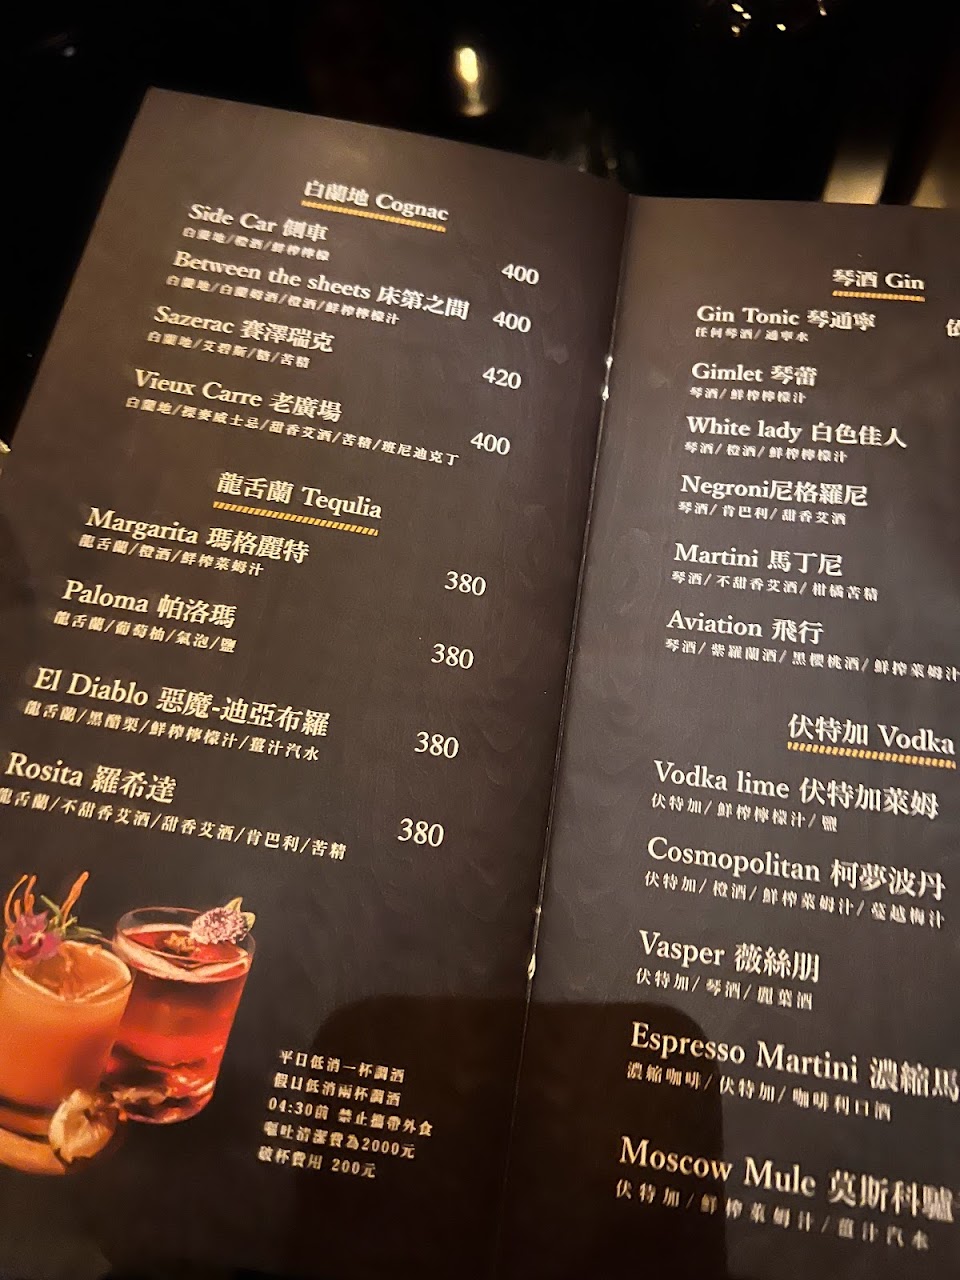 白蘭地 Cognac
Side Car 側車
白蘭地/橙酒/鮮榨檸檬
400
Between the sheets 床第之間
白蘭地/白蘭姆酒/橙酒/鮮榨檸檬汁
400
Sazerac 賽澤瑞克
白蘭地/艾碧斯/糖/苦精
420
Vieux Carre 老廣場
白蘭地/裸麥威士忌/甜香艾酒/苦精/班尼迪克丁
400
龍舌蘭 Tequlia
Margarita 瑪格麗特
龍舌蘭/橙酒/鮮榨萊姆汁
380
Paloma 帕洛瑪
龍舌蘭/葡萄柚/氣泡/鹽
380
El Diablo 惡魔-迪亞布羅
龍舌蘭/黑醋栗/鮮榨檸檬汁/薑汁汽水
380
Rosita 羅希達
龍舌蘭/不甜香艾酒/甜香艾酒/肯巴利/苦精
380
平日低消一杯調酒
假日低消兩杯調酒
04:30前 禁止攜帶外食
嘔吐清潔費為2000元
破杯費用 200元
琴酒 Gin
Gin Tonic 琴通寧
任何琴酒/通寧水
Gimlet 琴蕾
琴酒/鮮榨檸檬汁
White lady 白色佳人
琴酒/橙酒/鮮榨檸檬汁
Negroni尼格羅尼
琴酒/肯巴利/甜香艾酒
Martini 馬丁尼
琴酒/不甜香艾酒/柑橘苦精
Aviation 飛行
琴酒/紫羅蘭酒/黑櫻桃酒/鮮榨萊姆汁
伏特加 Vodka
Vodka lime 伏特加萊姆
伏特加/鮮榨檸檬汁/鹽
Cosmopolitan 柯夢波丹
伏特加/橙酒/鮮榨萊姆汁/蔓越梅汁
Vasper 薇絲朋
伏特加/琴酒/麗葉酒
Espresso Martini 濃縮馬
濃縮咖啡/伏特加/咖啡利口酒
Moscow Mule 莫斯科驢
伏特加/鮮榨萊姆汁/薑汁汽水